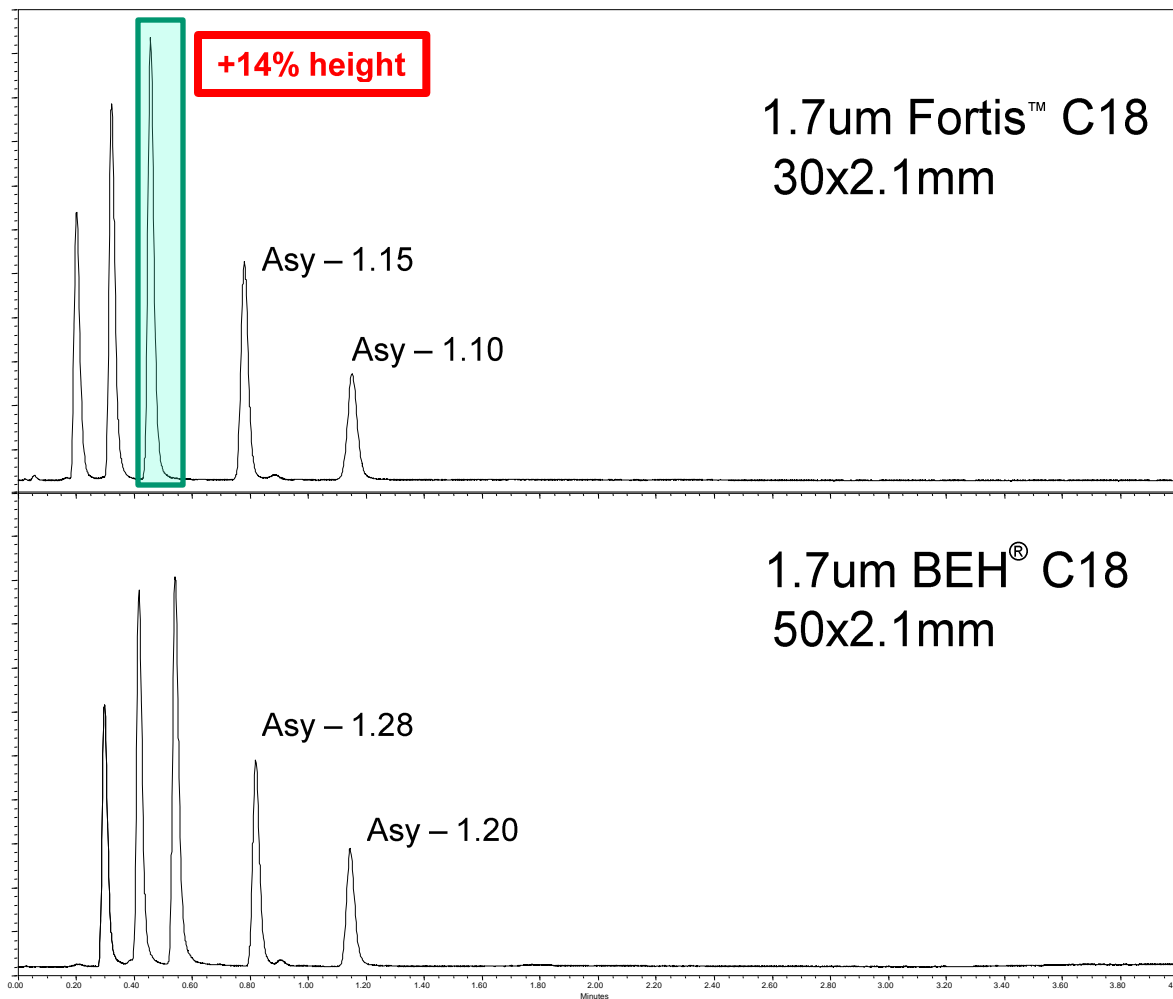 +14% height
1.7um Fortis™ C18
30x2.1mm
Asy – 1.15
Asy – 1.10
1.7um BEH® C18
50x2.1mm
Asy – 1.28
Asy – 1.20
0.00 0.20 0.40 0.60 0.80 1.00 1.20 1.40 1.60 1.80 2.00 2.20 2.40 2.60 2.80 3.00 3.20 3.40 3.60 3.80
Minutes